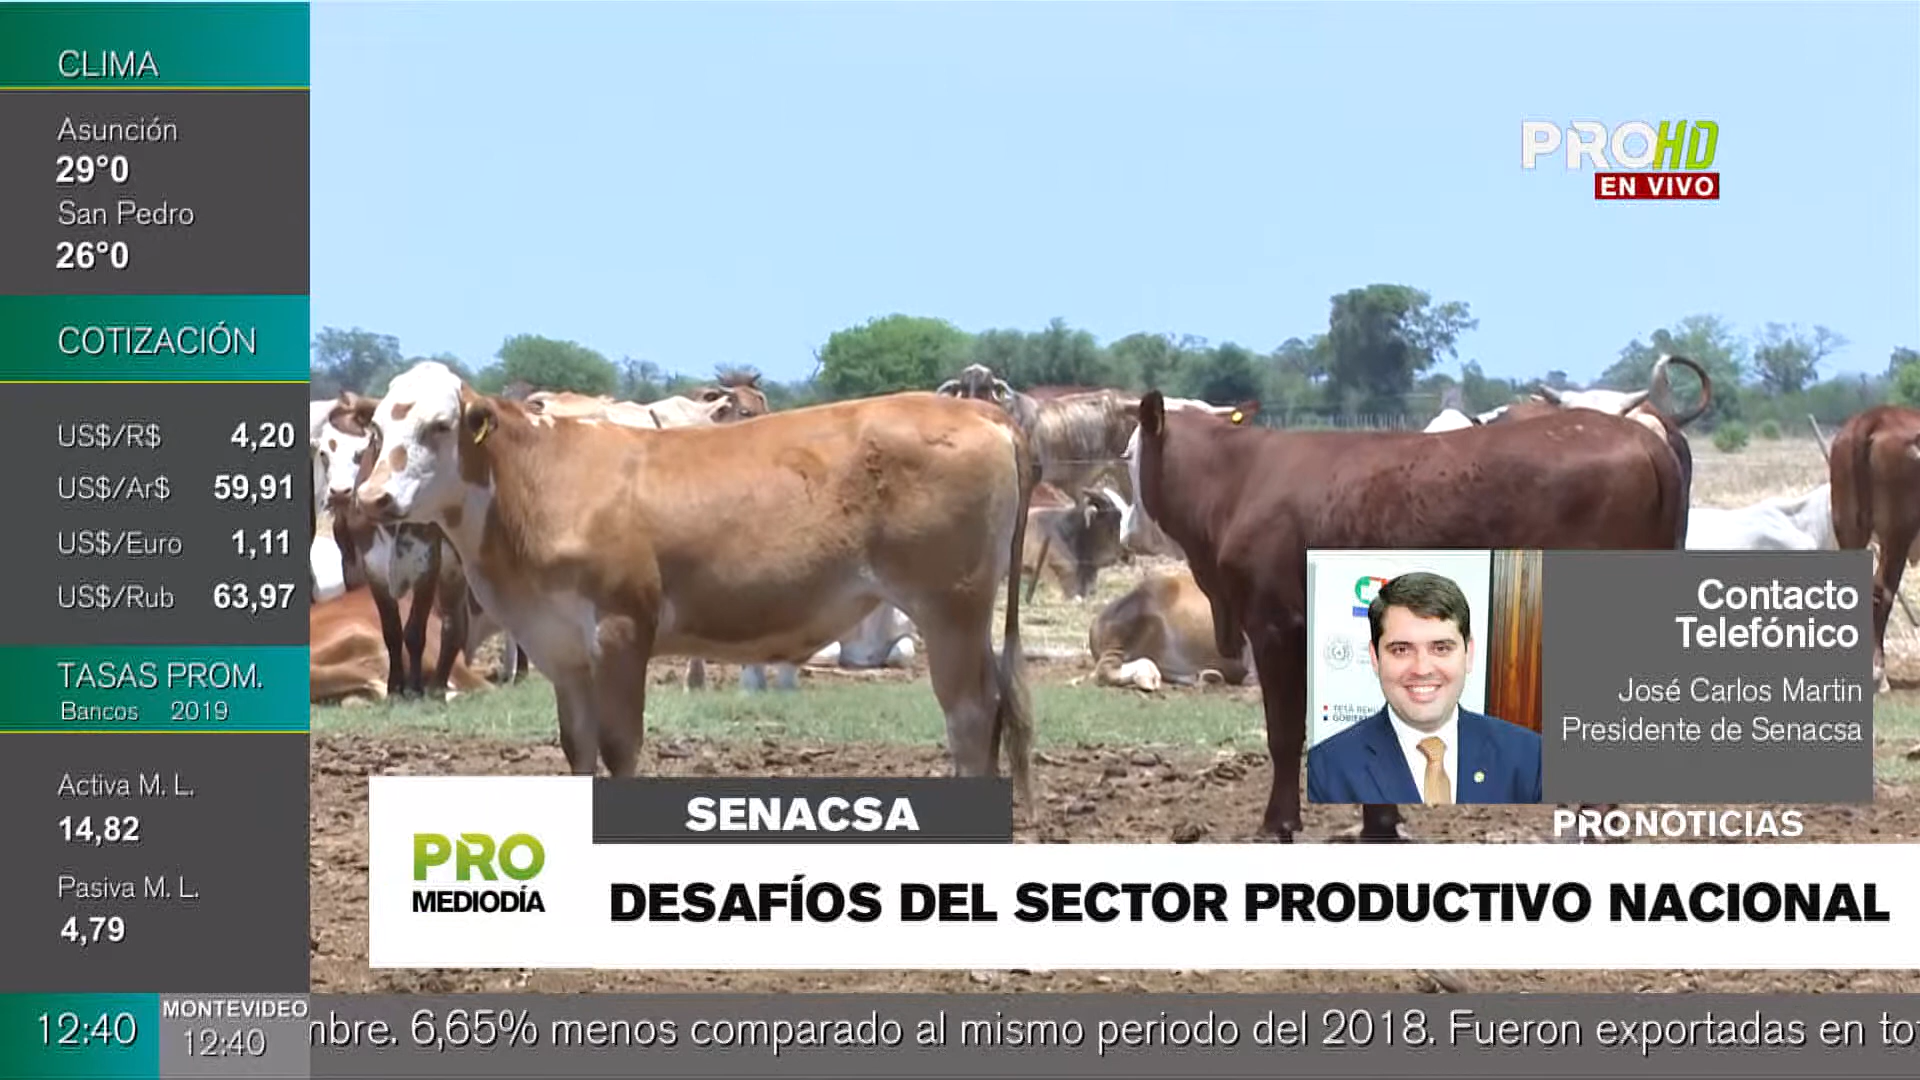 CLIMA
Asunción
29°0
San Pedro
26°0
COTIZACIÓN
US$/R$ 4,20
US$/Ar$ 59,91
US$/Euro 1,11
US$/Rub 63,97
TASAS PROM.
Bancos 2019
Activa M. L.
14,82
Pasiva M. L.
4,79
PROHD
EN VIVO
Contacto
Telefónico
José Carlos Martin
Presidente de Senacsa
PRONOTICIAS
SENACSA
PRO
MEDIODÍA
DESAFÍOS DEL SECTOR PRODUCTIVO NACIONAL
12:40
MONTEVIDEO
12:40
mbre. 6,65% menos comparado al mismo periodo del 2018. Fueron exportadas en to